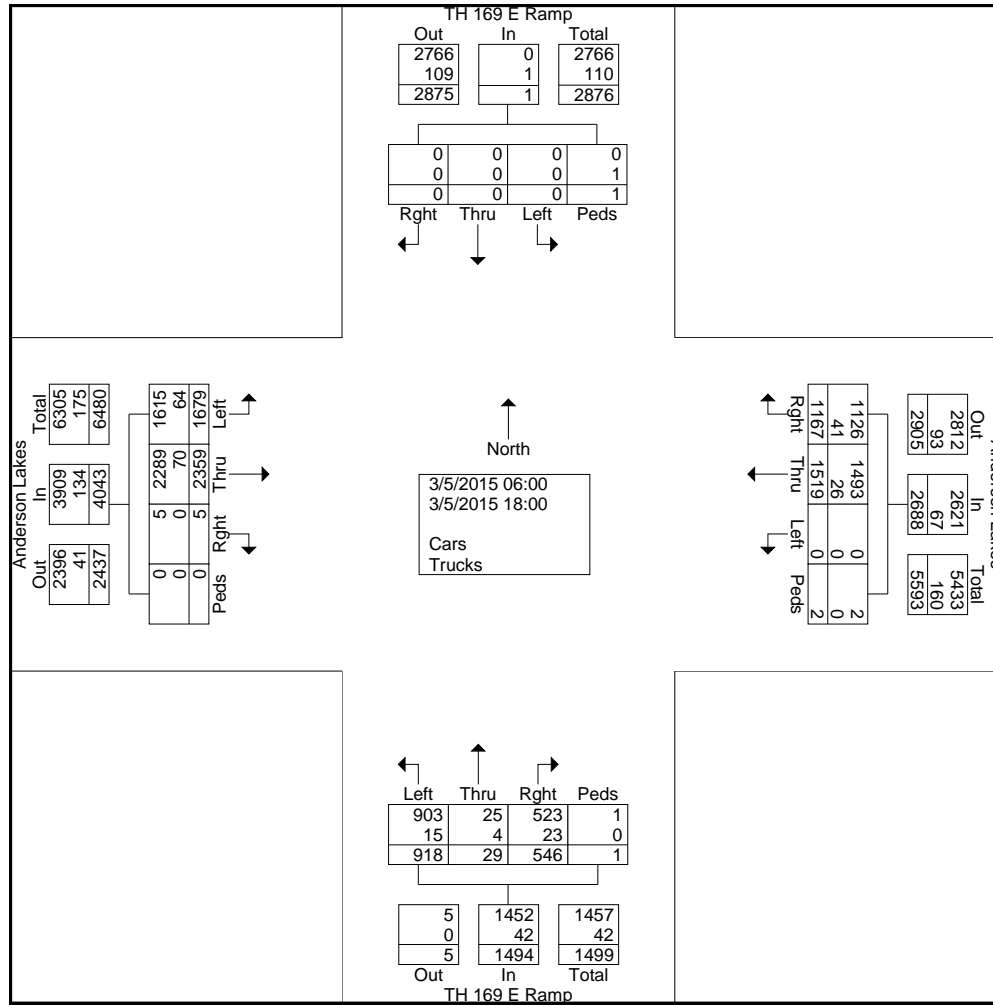 TH 169 E Ramp
Out In Total
2766 0 2766
109 1 110
2875 1 2876
0 0 0 0
0 0 0 1
0 0 0 1
Rght Thru Left Peds
Anderson Lakes
Total In Out
6305 3909 2396
175 134 41
6480 4043 2437
1615 2289 5 0
64 70 0 0
1679 2359 5 0
Left Thru Rght Peds
North
3/5/2015 06:00
3/5/2015 18:00
Cars
Trucks
Rght Thru Left Peds
1167 1519 0 2
41 26 0 0
1126 1493 0 2
2905 2688 5593
93 67 160
2812 2621 5433
Out In Total
Left Thru Rght Peds
903 25 523 1
15 4 23 0
918 29 546 1
5 1452 1457
0 42 42
5 1494 1499
Out In Total
TH 169 E Ramp